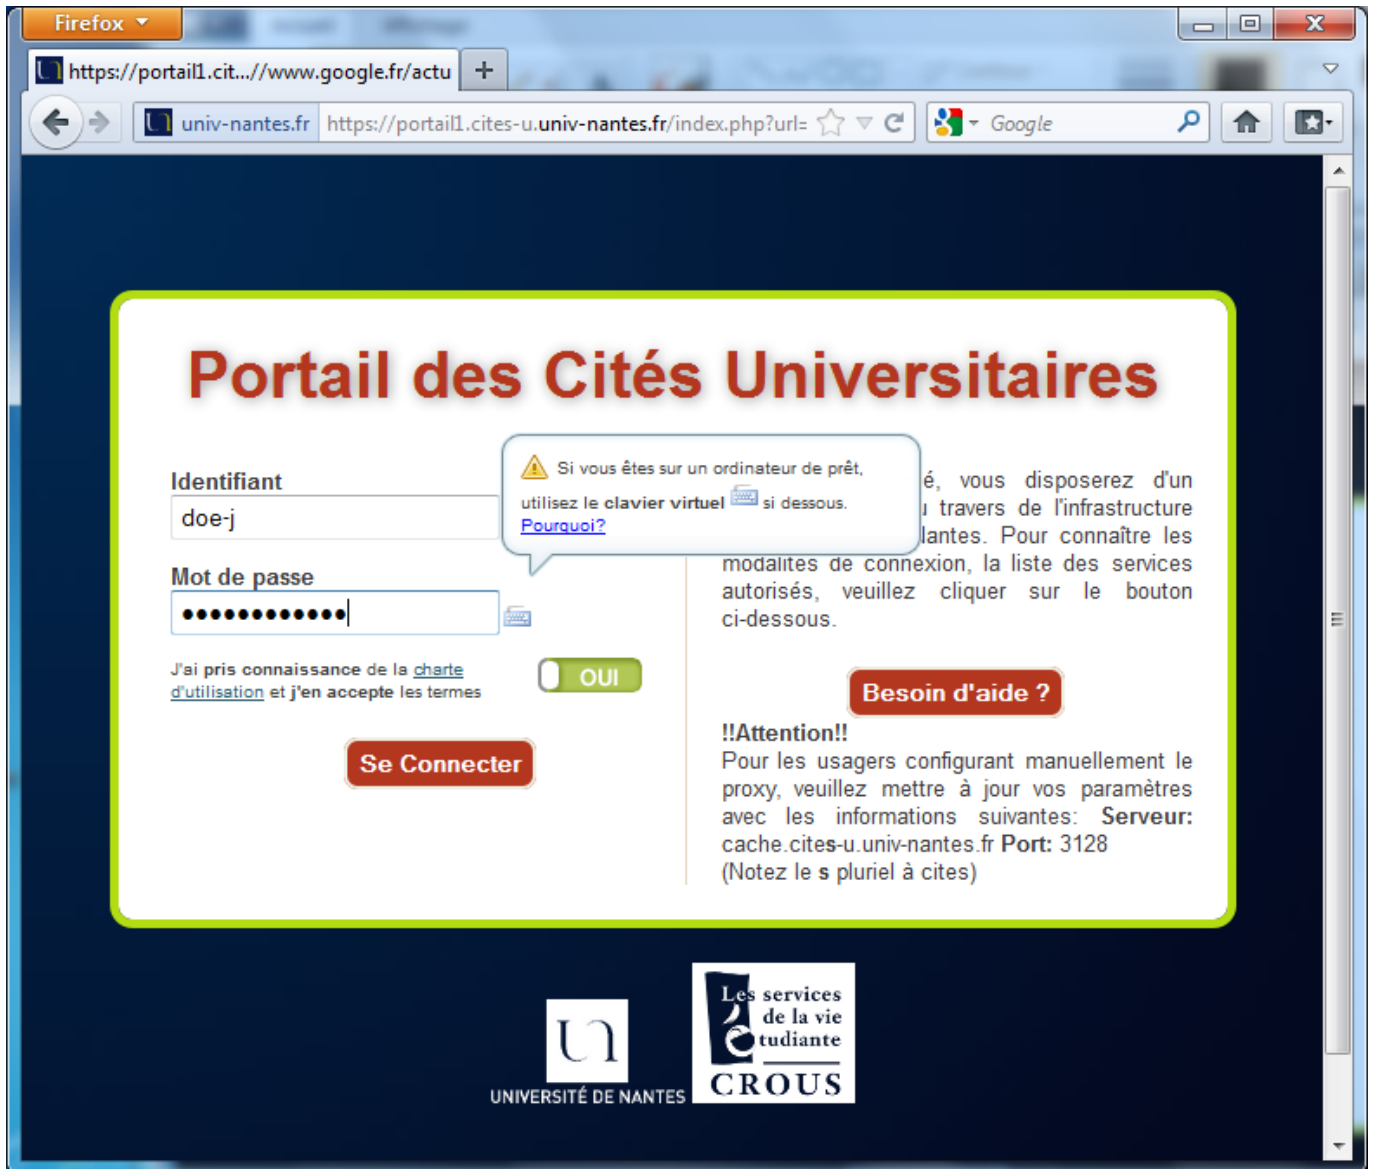 Firefox
https://portail1.cit...//www.google.fr/actu
univ-nantes.fr https://portail1.cites-u.univ-nantes.fr/index.php?url= Google
Portail des Cités Universitaires
Identifiant
doe-j
Mot de passe
••••••••••••
J'ai pris connaissance de la charte
d'utilisation et j'en accepte les termes
OUI
Se Connecter
Si vous êtes sur un ordinateur de prêt,
utilisez le clavier virtuel si dessous.
Pourquoi?
é, vous disposerez d'un
travers de l'infrastructure
lantes. Pour connaître les
modalités de connexion, la liste des services
autorisés, veuillez cliquer sur le bouton
ci-dessous.
Besoin d'aide ?
!!Attention!!
Pour les usagers configurant manuellement le
proxy, veuillez mettre à jour vos paramètres
avec les informations suivantes: Serveur:
cache.cites-u.univ-nantes.fr Port: 3128
(Notez le s pluriel à cites)
UNIVERSITÉ DE NANTES
Les services
de la vie
étudiante
CROUS